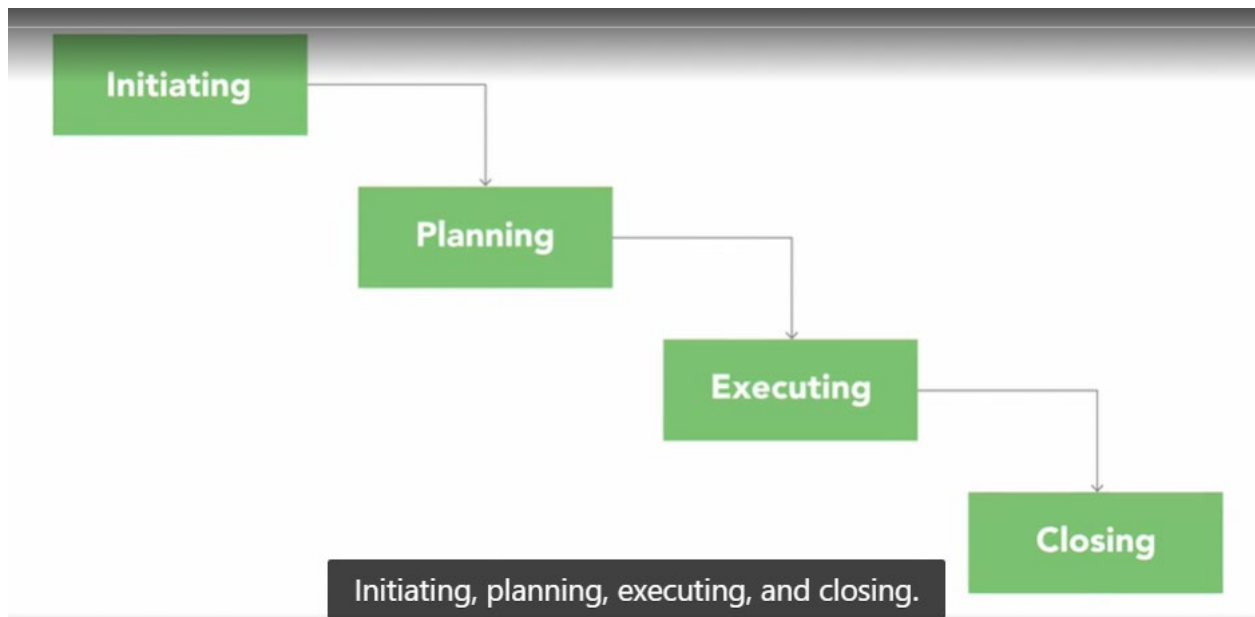 Initiating
Planning
Executing
Closing
Initiating, planning, executing, and closing.